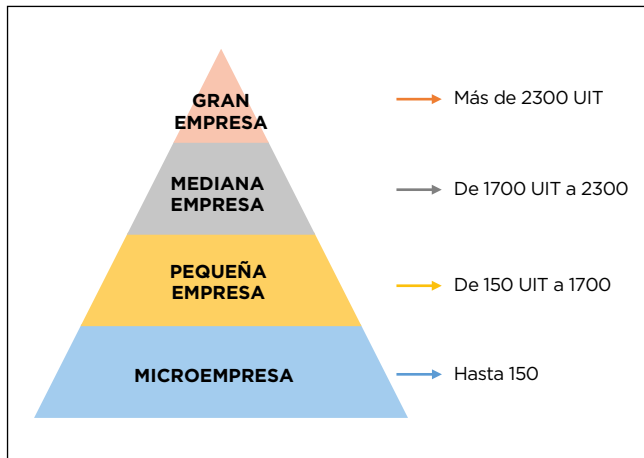 GRAN
EMPRESA
Más de 2300 UIT
MEDIANA
EMPRESA
De 1700 UIT a 2300
PEQUEÑA
EMPRESA
De 150 UIT a 1700
MICROEMPRESA
Hasta 150